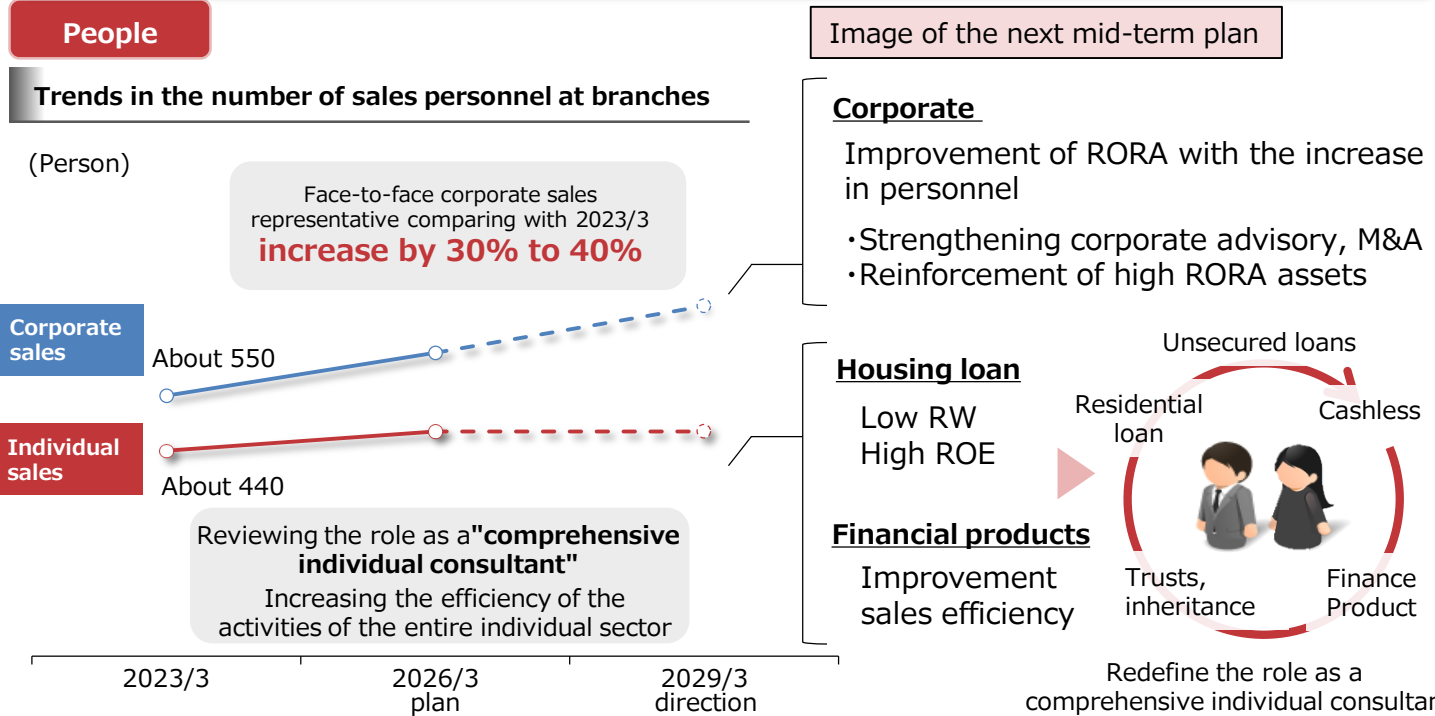 People
Image of the next mid-term plan
Trends in the number of sales personnel at branches
(Person)
Face-to-face corporate sales
representative comparing with 2023/3
increase by 30% to 40%
Corporate
sales
About 550
Individual
sales
About 440
Reviewing the role as a"comprehensive
individual consultant"
Increasing the efficiency of the
activities of the entire individual sector
2023/3
2026/3
plan
2029/3
direction
Corporate
Improvement of RORA with the increase
in personnel
・Strengthening corporate advisory, M&A
・Reinforcement of high RORA assets
Housing loan
Low RW
High ROE
Financial products
Improvement
sales efficiency
Unsecured loans
Residential
loan
Cashless
Trusts,
inheritance
Finance
Product
Redefine the role as a
comprehensive individual consultan